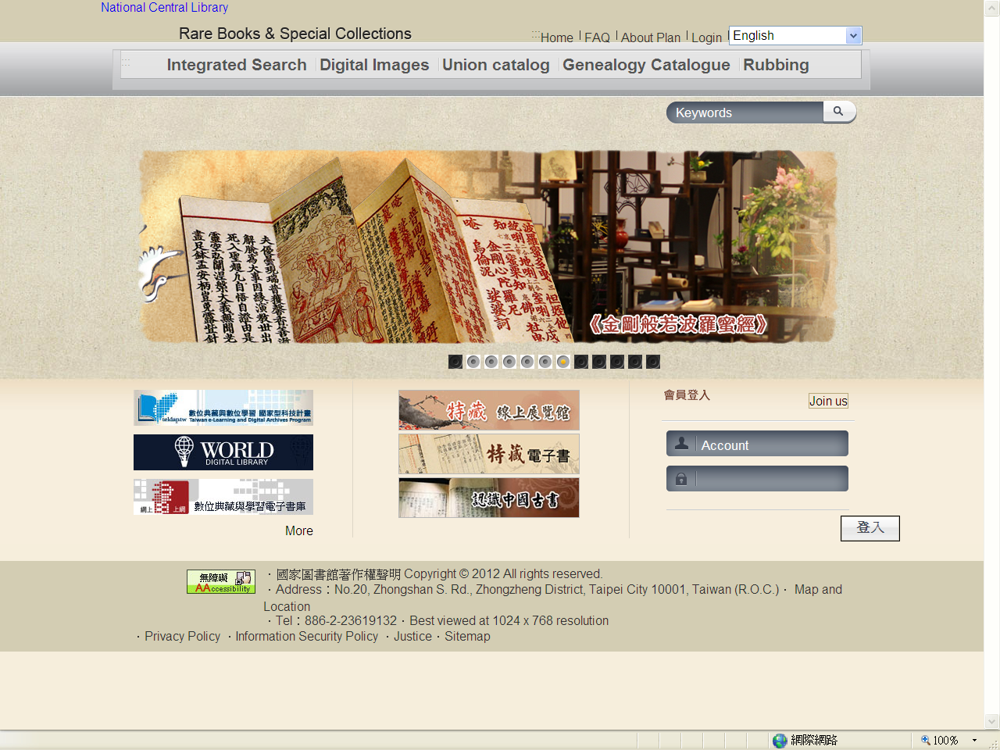 National Central Library
Rare Books & Special Collections
Home FAQ About Plan Login English
Integrated Search Digital Images Union catalog Genealogy Catalogue Rubbing
Keywords
《金剛般若波羅蜜經》
數位典藏與數位學習 國家型科技計畫
teldaptw Taiwan e-Learning and Digital Archives Program
WORLD
DIGITAL LIBRARY
網上 上網 數位典藏與學習電子書庫
More
特藏 線上展覽館
特藏電子書
認識中國古書
會員登入
Join us
Account
登入
無障礙
AAccessibility
‧國家圖書館著作權聲明 Copyright © 2012 All rights reserved.
‧Address：No.20, Zhongshan S. Rd., Zhongzheng District, Taipei City 10001, Taiwan (R.O.C.)‧ Map and
Location
‧Tel：886-2-23619132‧Best viewed at 1024 x 768 resolution
‧Privacy Policy ‧Information Security Policy ‧Justice‧Sitemap
網際網路 100%